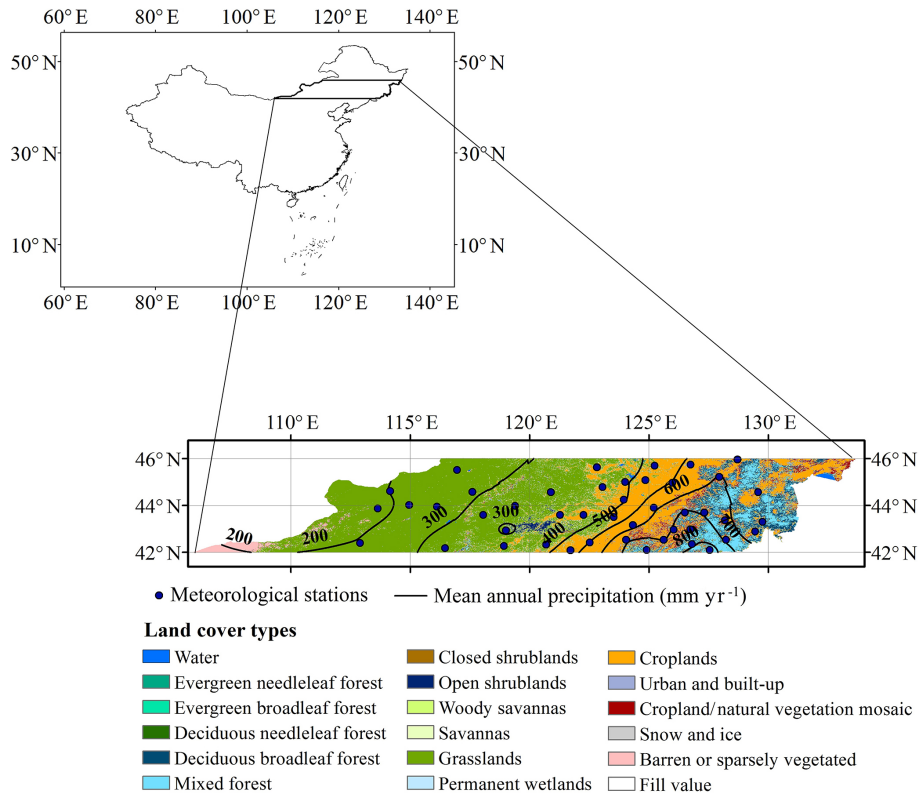 60° E 80° E 100° E 120° E 140° E
50° N 50° N
30° N 30° N
10° N 10° N
60° E 80° E 100° E 120° E 140° E
110° E 115° E 120° E 125° E 130° E
46° N 46° N
44° N 44° N
42° N 42° N
200 200 300 300 400 500 600 800
Meteorological stations Mean annual precipitation (mm yr⁻¹)
Land cover types
Water Closed shrublands Croplands
Evergreen needleleaf forest Open shrublands Urban and built-up
Evergreen broadleaf forest Woody savannas Cropland/natural vegetation mosaic
Deciduous needleleaf forest Savannas Snow and ice
Deciduous broadleaf forest Grasslands Barren or sparsely vegetated
Mixed forest Permanent wetlands Fill value